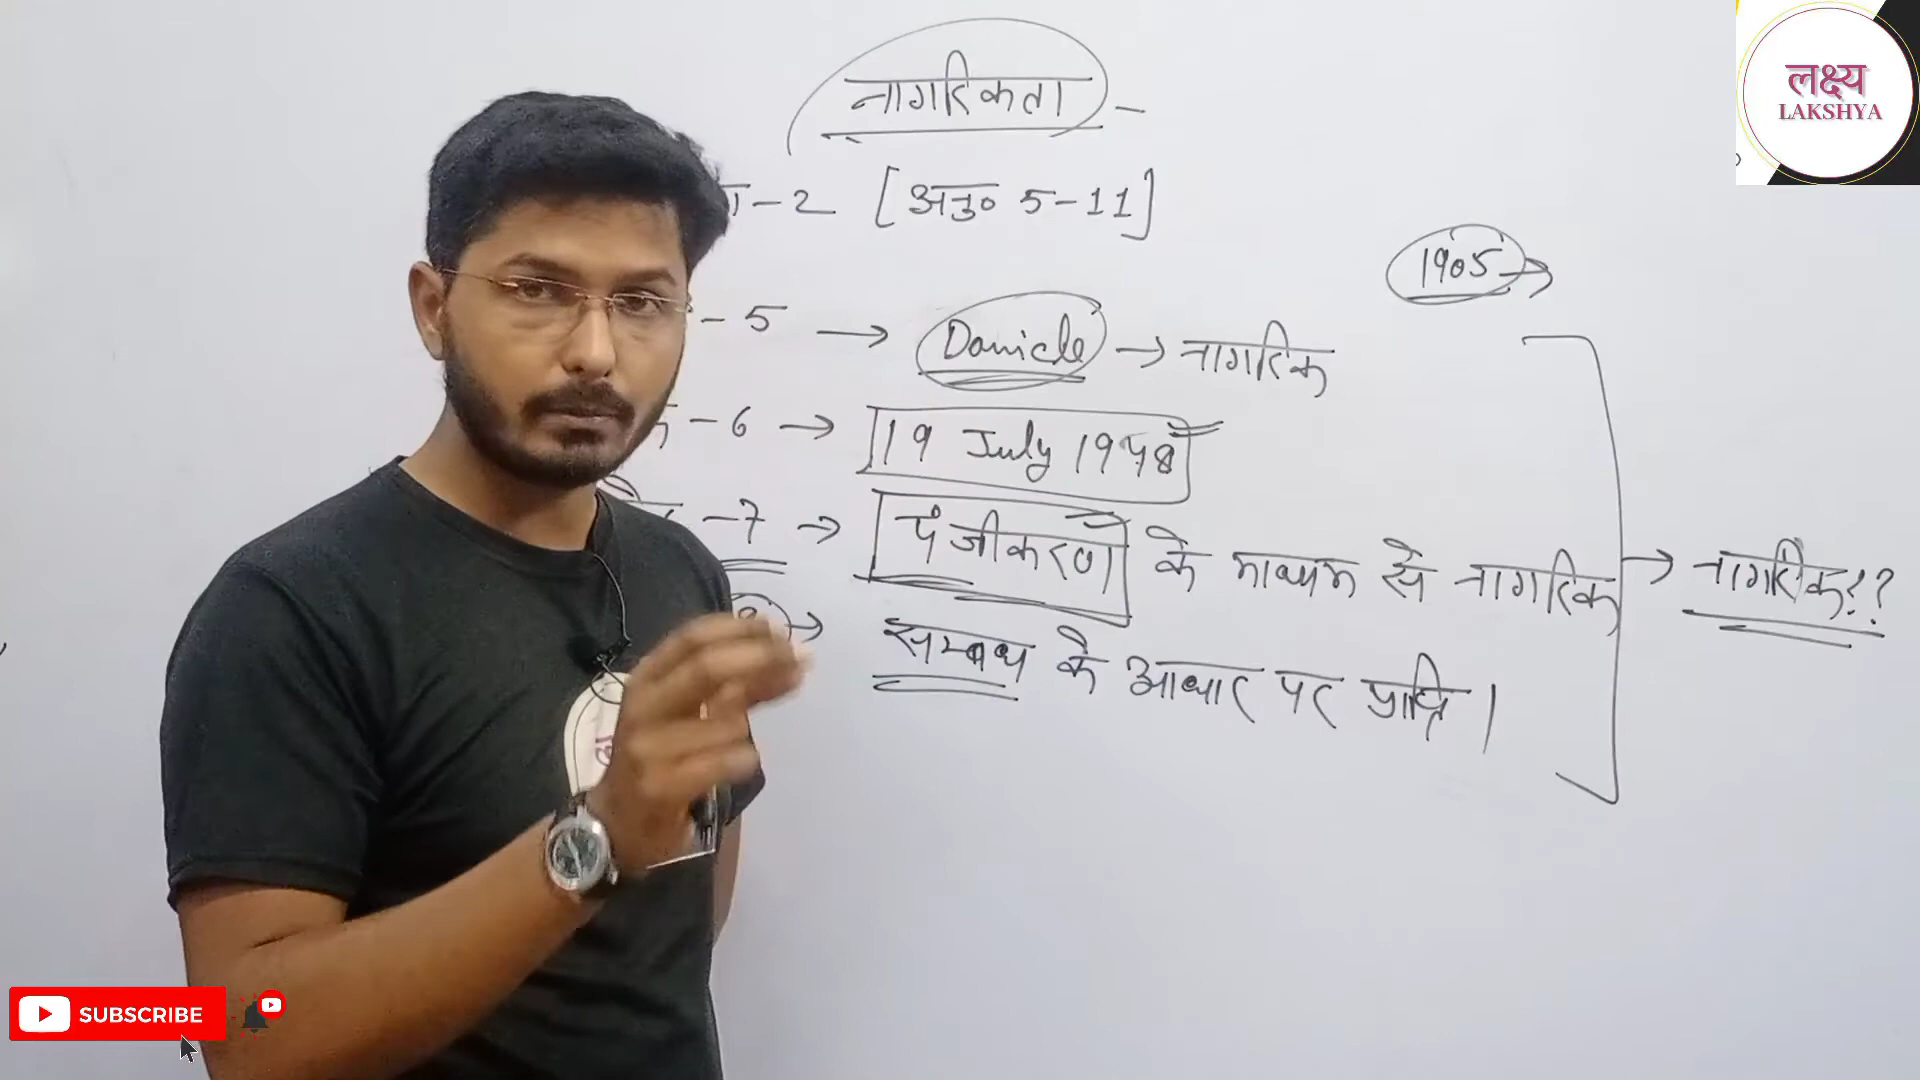 लक्ष्य
LAKSHYA
नागरिकता -
- 2 [अनु० 5-11]
1905 →
- 5 → Danicle → नागरिक
- 6 → 19 July 1948
- 7 → पंजीकरण के माध्यम से नागरिक
→ नागरिक??
→ सम्बन्ध के आधार पर प्राप्ति।
SUBSCRIBE